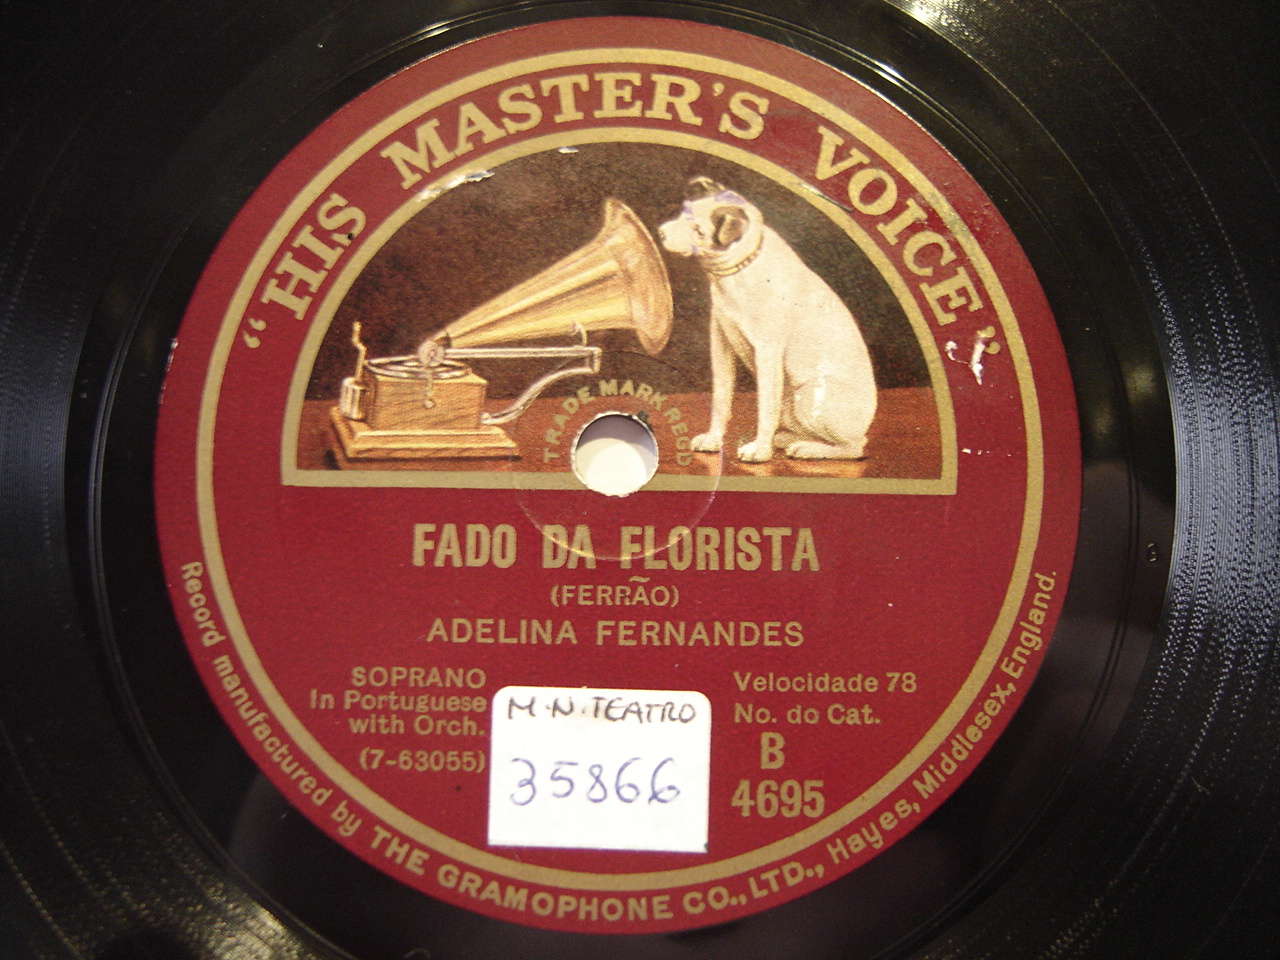 “HIS MASTER'S VOICE”
TRADE MARK REGD
FADO DA FLORISTA
(FERRÃO)
ADELINA FERNANDES
SOPRANO
In Portuguese
with Orch.
(7-63055)
M.N.TEATRO
35866
Velocidade 78
No. do Cat.
B
4695
Record manufactured by THE GRAMOPHONE CO., LTD., Hayes, Middlesex, England.